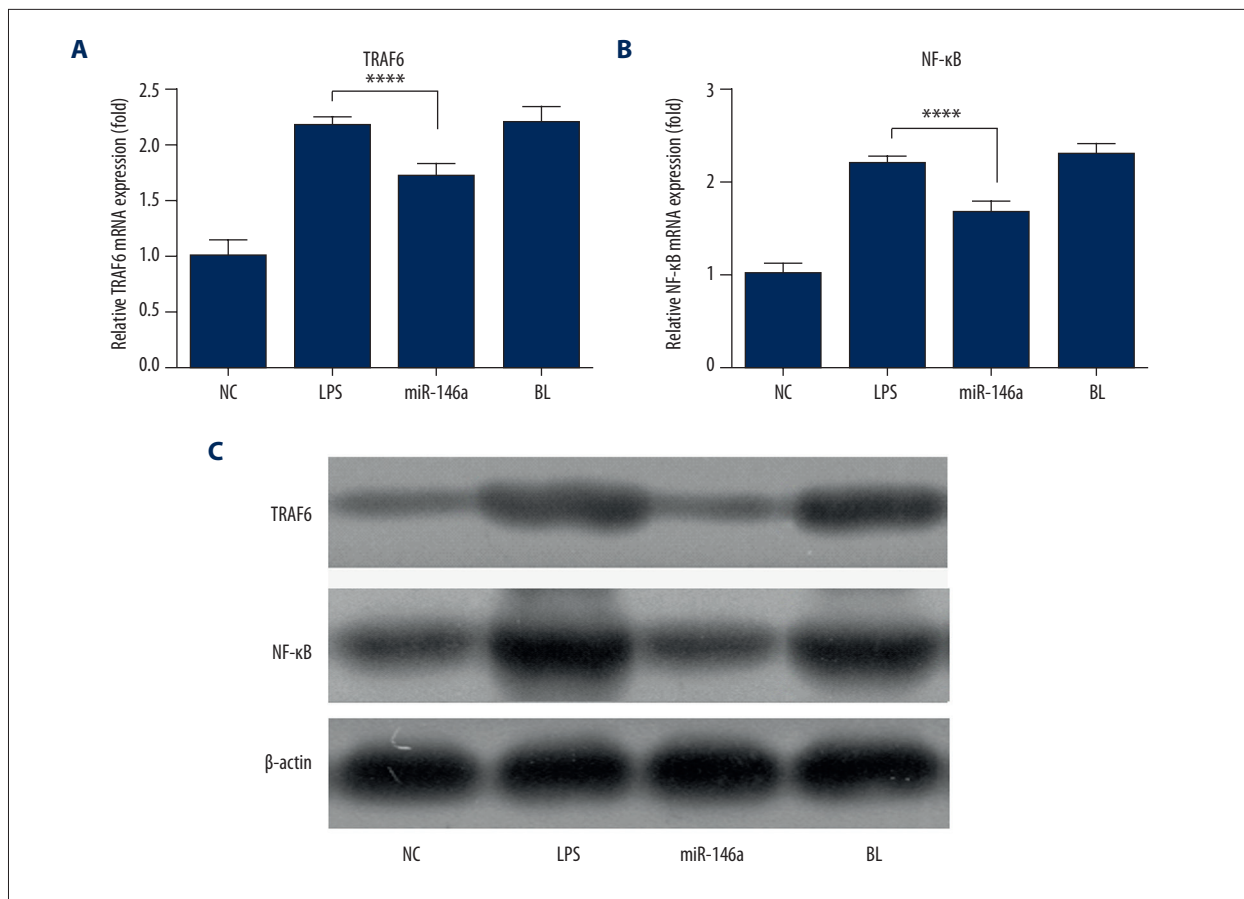 A
TRAF6
****
Relative TRAF6 mRNA expression (fold)
2.5
2.0
1.5
1.0
0.5
0.0
NC LPS miR-146a BL
B
NF-κB
****
Relative NF-κB mRNA expression (fold)
3
2
1
0
NC LPS miR-146a BL
C
TRAF6
NF-κB
β-actin
NC LPS miR-146a BL